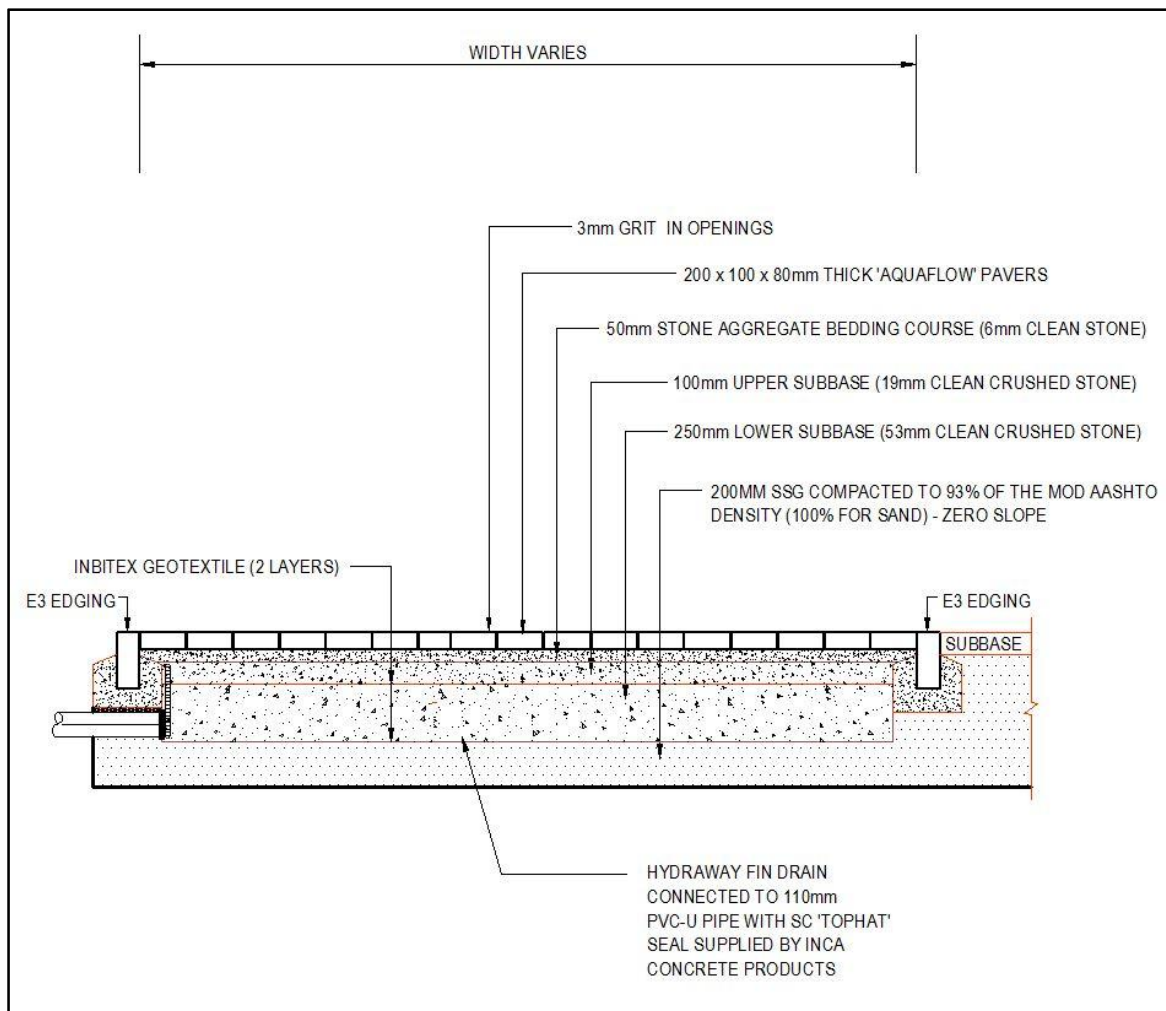 WIDTH VARIES
3mm GRIT IN OPENINGS
200 x 100 x 80mm THICK 'AQUAFLOW' PAVERS
50mm STONE AGGREGATE BEDDING COURSE (6mm CLEAN STONE)
100mm UPPER SUBBASE (19mm CLEAN CRUSHED STONE)
250mm LOWER SUBBASE (53mm CLEAN CRUSHED STONE)
200MM SSG COMPACTED TO 93% OF THE MOD AASHTO
DENSITY (100% FOR SAND) - ZERO SLOPE
INBITEX GEOTEXTILE (2 LAYERS)
E3 EDGING
E3 EDGING
SUBBASE
HYDRAWAY FIN DRAIN
CONNECTED TO 110mm
PVC-U PIPE WITH SC 'TOPHAT'
SEAL SUPPLIED BY INCA
CONCRETE PRODUCTS